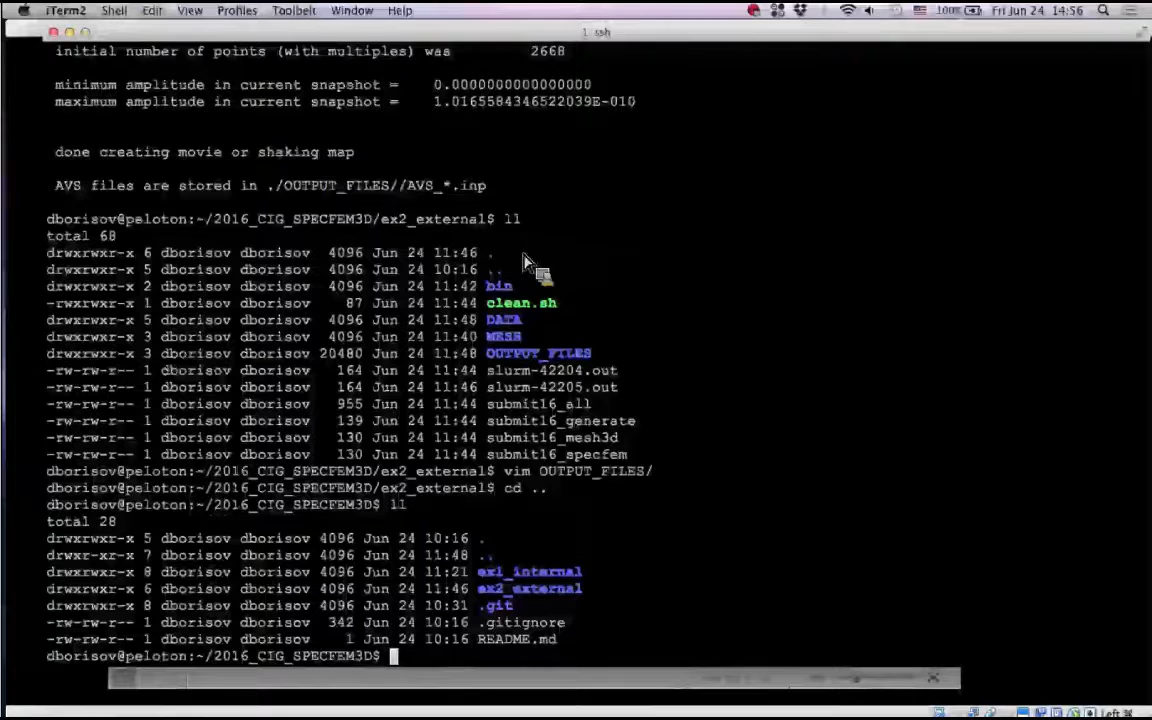 iTerm2 Shell Edit View Profiles Toolbelt Window Help 100% Fri Jun 24 14:56
1. ssh
initial number of points (with multiples) was 2668
minimum amplitude in current snapshot = 0.0000000000000000
maximum amplitude in current snapshot = 1.0165584346522039E-010
done creating movie or shaking map
AVS files are stored in ./OUTPUT_FILES//AVS_*.inp
dborisov@peloton:~/2016_CIG_SPECFEM3D/ex2_external$ ll
total 68
drwxrwxr-x 6 dborisov dborisov 4096 Jun 24 11:46 .
drwxrwxr-x 5 dborisov dborisov 4096 Jun 24 10:16 ..
drwxrwxr-x 2 dborisov dborisov 4096 Jun 24 11:42 bin
-rwxrwxr-x 1 dborisov dborisov 87 Jun 24 11:44 clean.sh
drwxrwxr-x 5 dborisov dborisov 4096 Jun 24 11:48 DATA
drwxrwxr-x 3 dborisov dborisov 4096 Jun 24 11:40 MESH
drwxrwxr-x 3 dborisov dborisov 20480 Jun 24 11:48 OUTPUT_FILES
-rw-rw-r-- 1 dborisov dborisov 164 Jun 24 11:44 slurm-42204.out
-rw-rw-r-- 1 dborisov dborisov 164 Jun 24 11:46 slurm-42205.out
-rw-rw-r-- 1 dborisov dborisov 955 Jun 24 11:44 submit16_all
-rw-rw-r-- 1 dborisov dborisov 139 Jun 24 11:44 submit16_generate
-rw-rw-r-- 1 dborisov dborisov 130 Jun 24 11:44 submit16_mesh3d
-rw-rw-r-- 1 dborisov dborisov 130 Jun 24 11:44 submit16_specfem
dborisov@peloton:~/2016_CIG_SPECFEM3D/ex2_external$ vim OUTPUT_FILES/
dborisov@peloton:~/2016_CIG_SPECFEM3D/ex2_external$ cd ..
dborisov@peloton:~/2016_CIG_SPECFEM3D$ ll
total 28
drwxrwxr-x 5 dborisov dborisov 4096 Jun 24 10:16 .
drwxr-xr-x 7 dborisov dborisov 4096 Jun 24 11:48 ..
drwxrwxr-x 8 dborisov dborisov 4096 Jun 24 11:21 ex1_internal
drwxrwxr-x 6 dborisov dborisov 4096 Jun 24 11:46 ex2_external
drwxrwxr-x 8 dborisov dborisov 4096 Jun 24 10:31 .git
-rw-rw-r-- 1 dborisov dborisov 342 Jun 24 10:16 .gitignore
-rw-rw-r-- 1 dborisov dborisov 1 Jun 24 10:16 README.md
dborisov@peloton:~/2016_CIG_SPECFEM3D$
Left ⌘